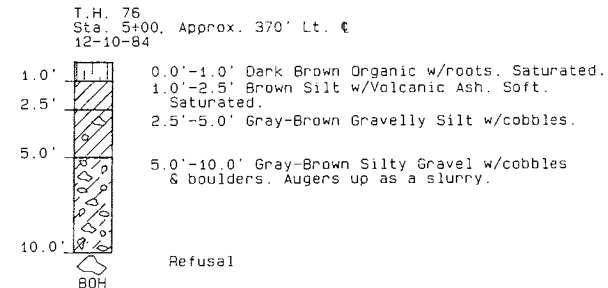 T.H. 76
Sta. 5+00, Approx. 370' Lt. ℄
12-10-84
1.0'
0.0'-1.0' Dark Brown Organic w/roots. Saturated.
1.0'-2.5' Brown Silt w/Volcanic Ash. Soft.
Saturated.
2.5'
2.5'-5.0' Gray-Brown Gravelly Silt w/cobbles.
5.0'
5.0'-10.0' Gray-Brown Silty Gravel w/cobbles
& boulders. Augers up as a slurry.
10.0'
Refusal
BOH